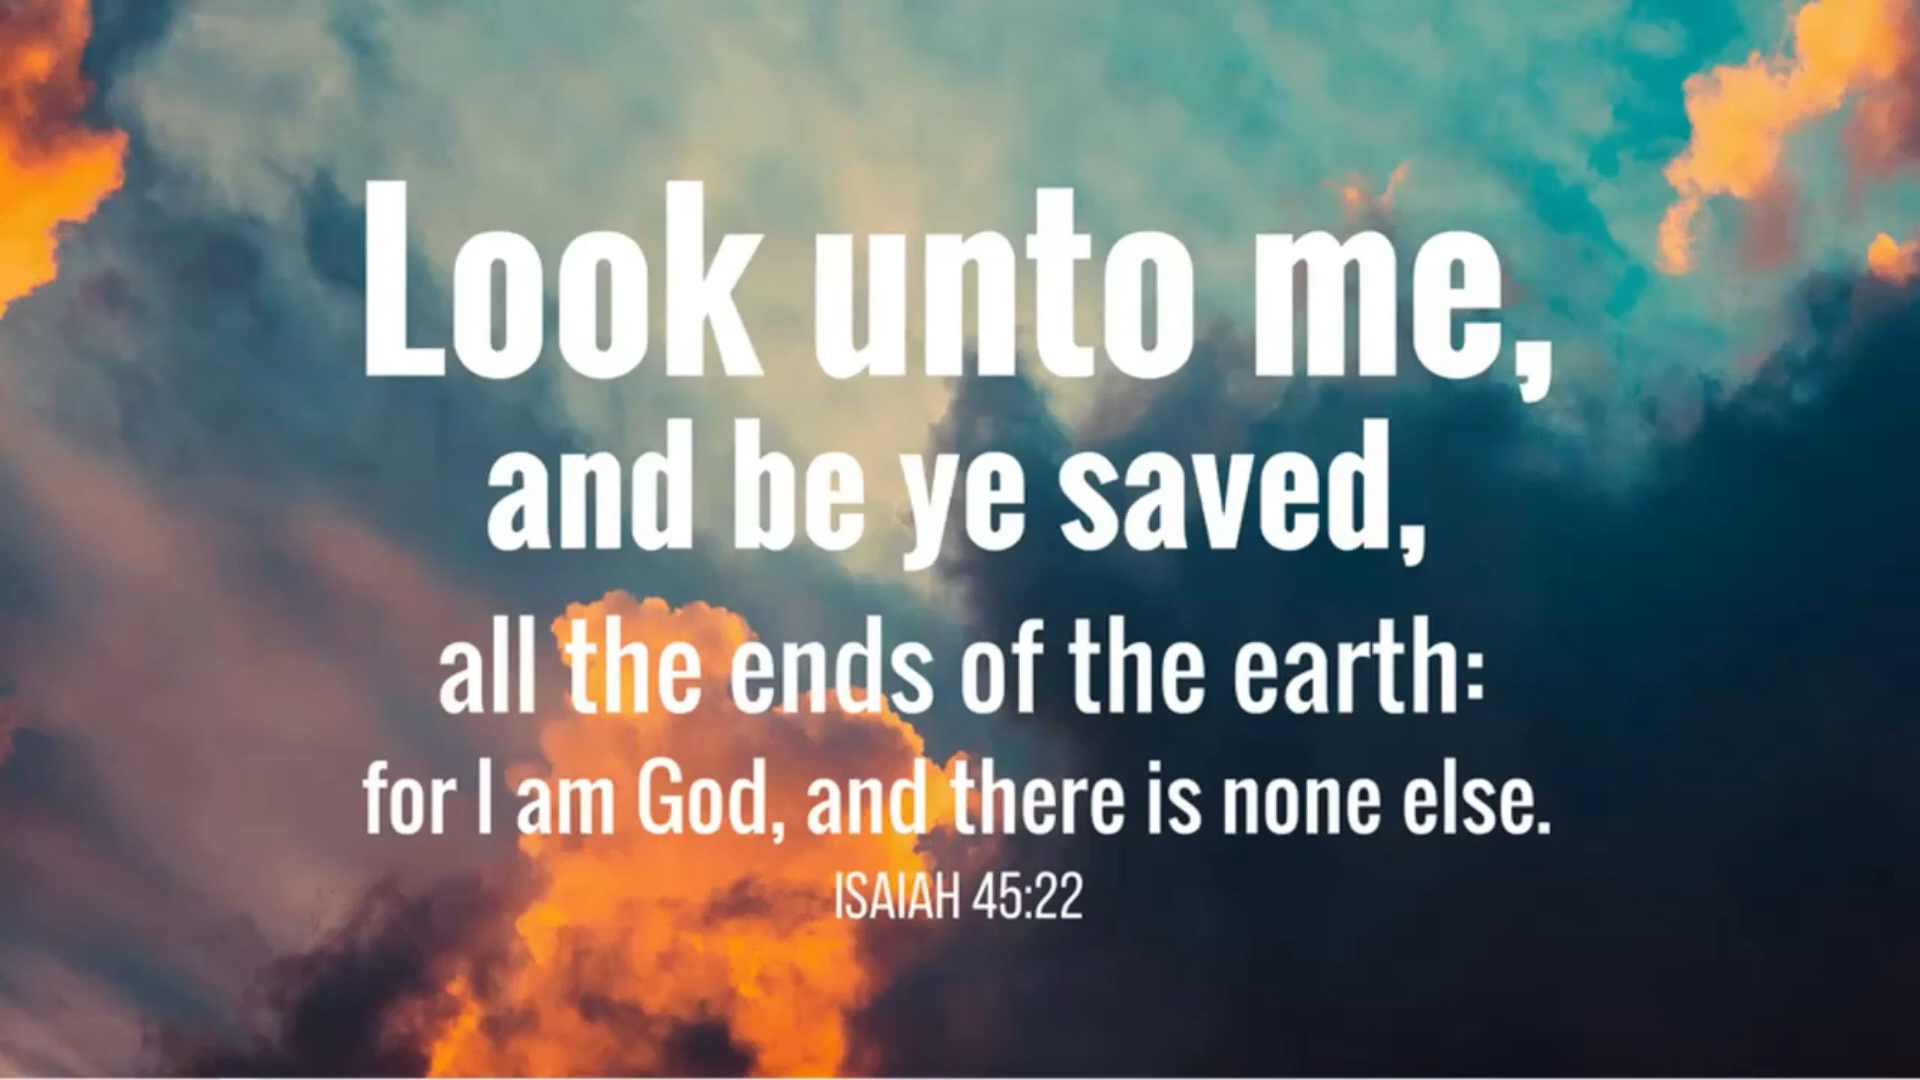 Look unto me,
and be ye saved,
all the ends of the earth:
for I am God, and there is none else.
ISAIAH 45:22